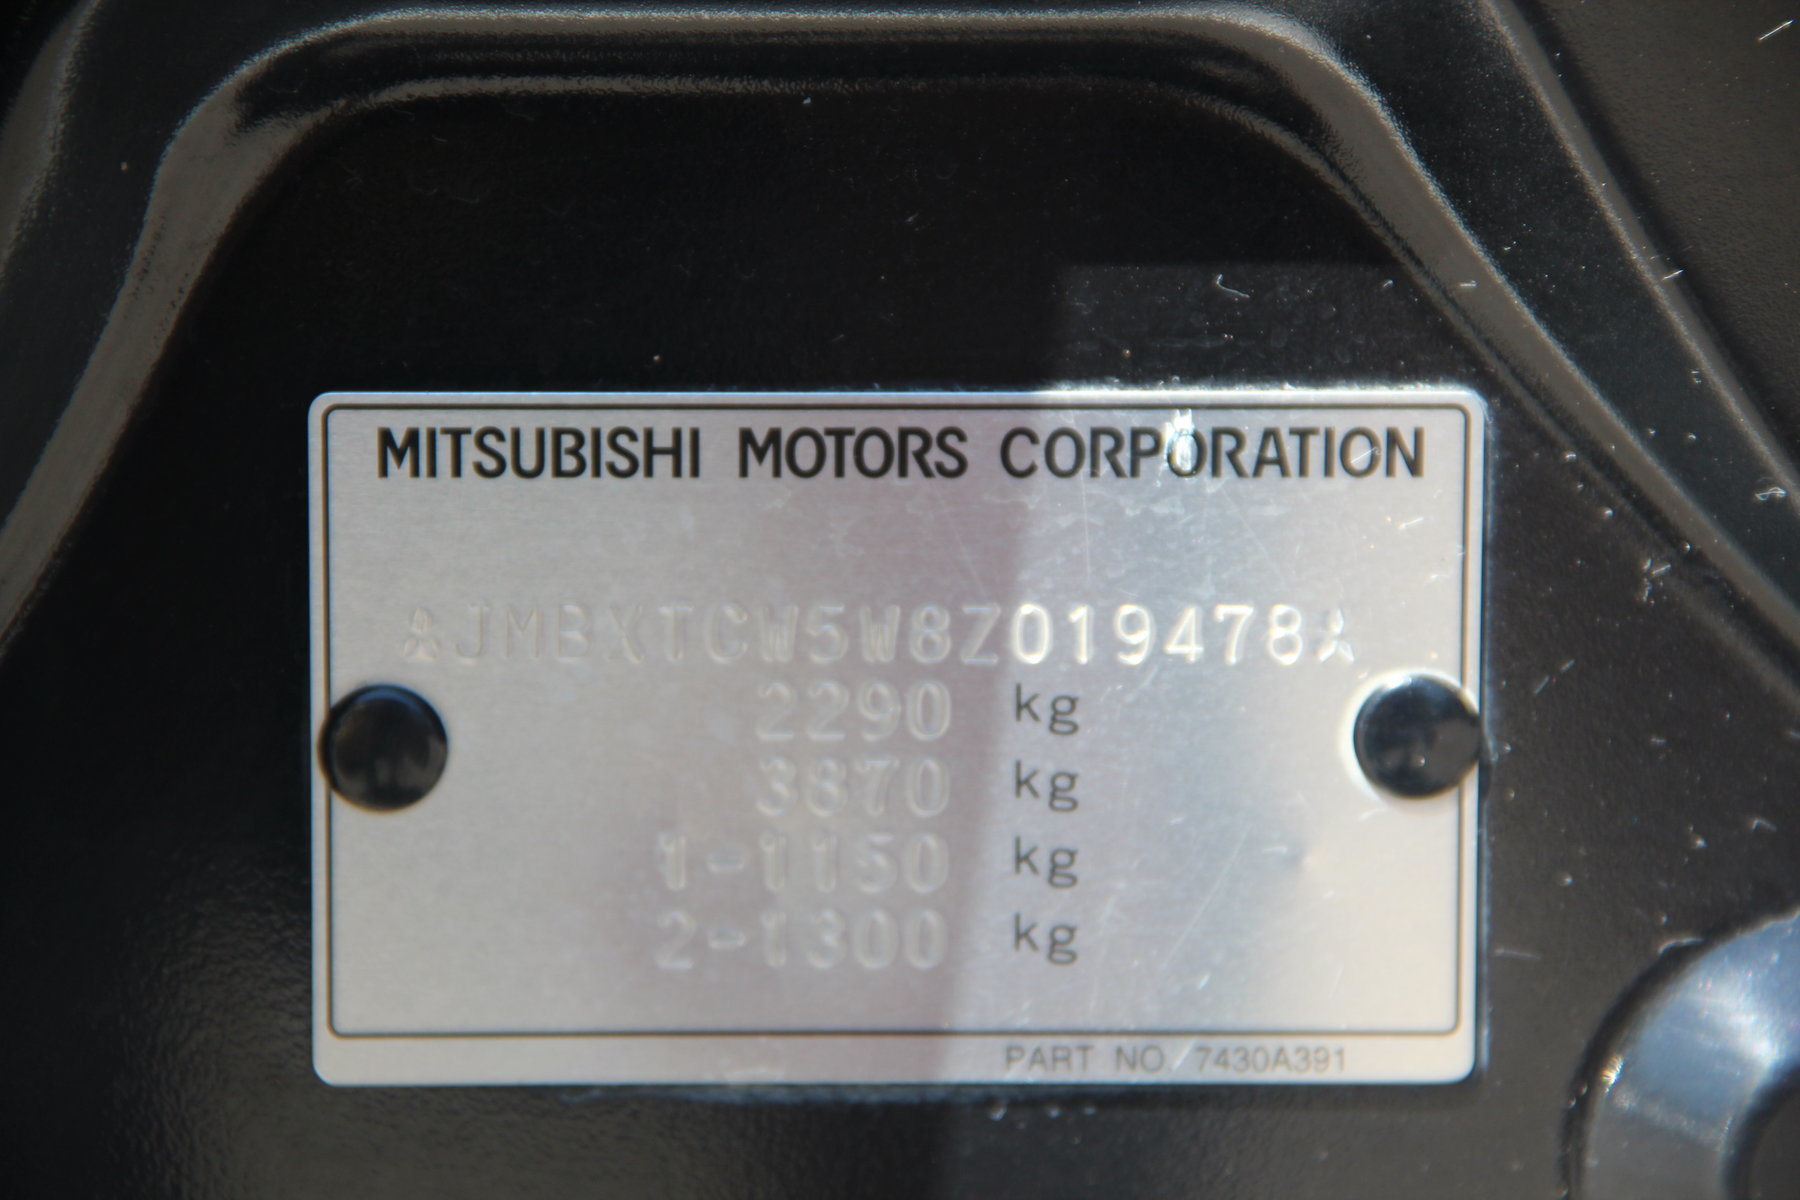 MITSUBISHI MOTORS CORPORATION
JMBXTCW5W8Z019478
2290 kg
3870 kg
1-1150 kg
2-1300 kg
PART NO. 7430A391